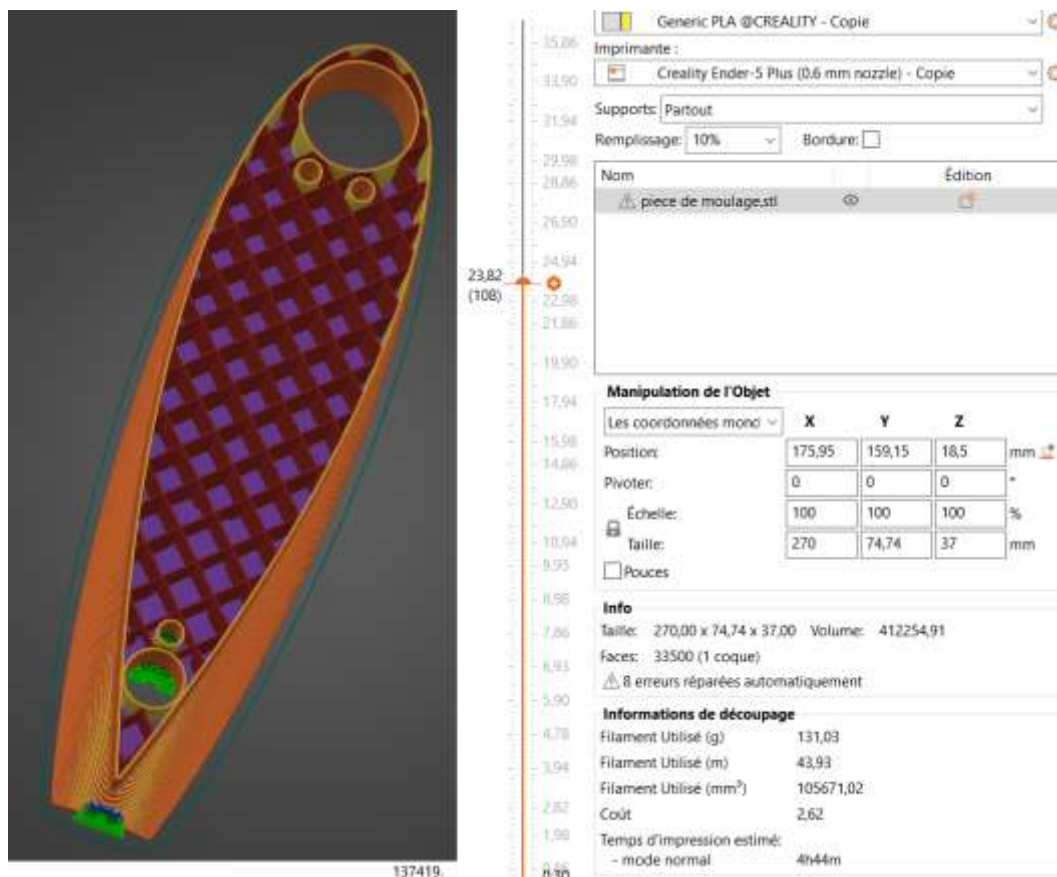 Generic PLA @CREALITY - Copie
Imprimante :
Creality Ender-5 Plus (0.6 mm nozzle) - Copie
Supports: Partout
Remplissage: 10% Bordure:
Nom Édition
piece de moulage.stl
Manipulation de l'Objet
Les coordonnées mond X Y Z
Position: 175,95 159,15 18,5 mm
Pivoter: 0 0 0 °
Échelle: 100 100 100 %
Taille: 270 74,74 37 mm
Pouces
Info
Taille: 270,00 x 74,74 x 37,00 Volume: 412254,91
Faces: 33500 (1 coque)
8 erreurs réparées automatiquement
Informations de découpage
Filament Utilisé (g) 131,03
Filament Utilisé (m) 43,93
Filament Utilisé (mm³) 105671,02
Coût 2,62
Temps d'impression estimé:
- mode normal 4h44m
35,86
33,90
31,94
29,98
28,86
26,90
24,94
23,82
(108)
22,98
21,86
19,90
17,94
15,98
14,86
12,90
10,94
9,95
8,98
7,86
6,93
5,90
4,78
3,94
2,82
1,98
137419.